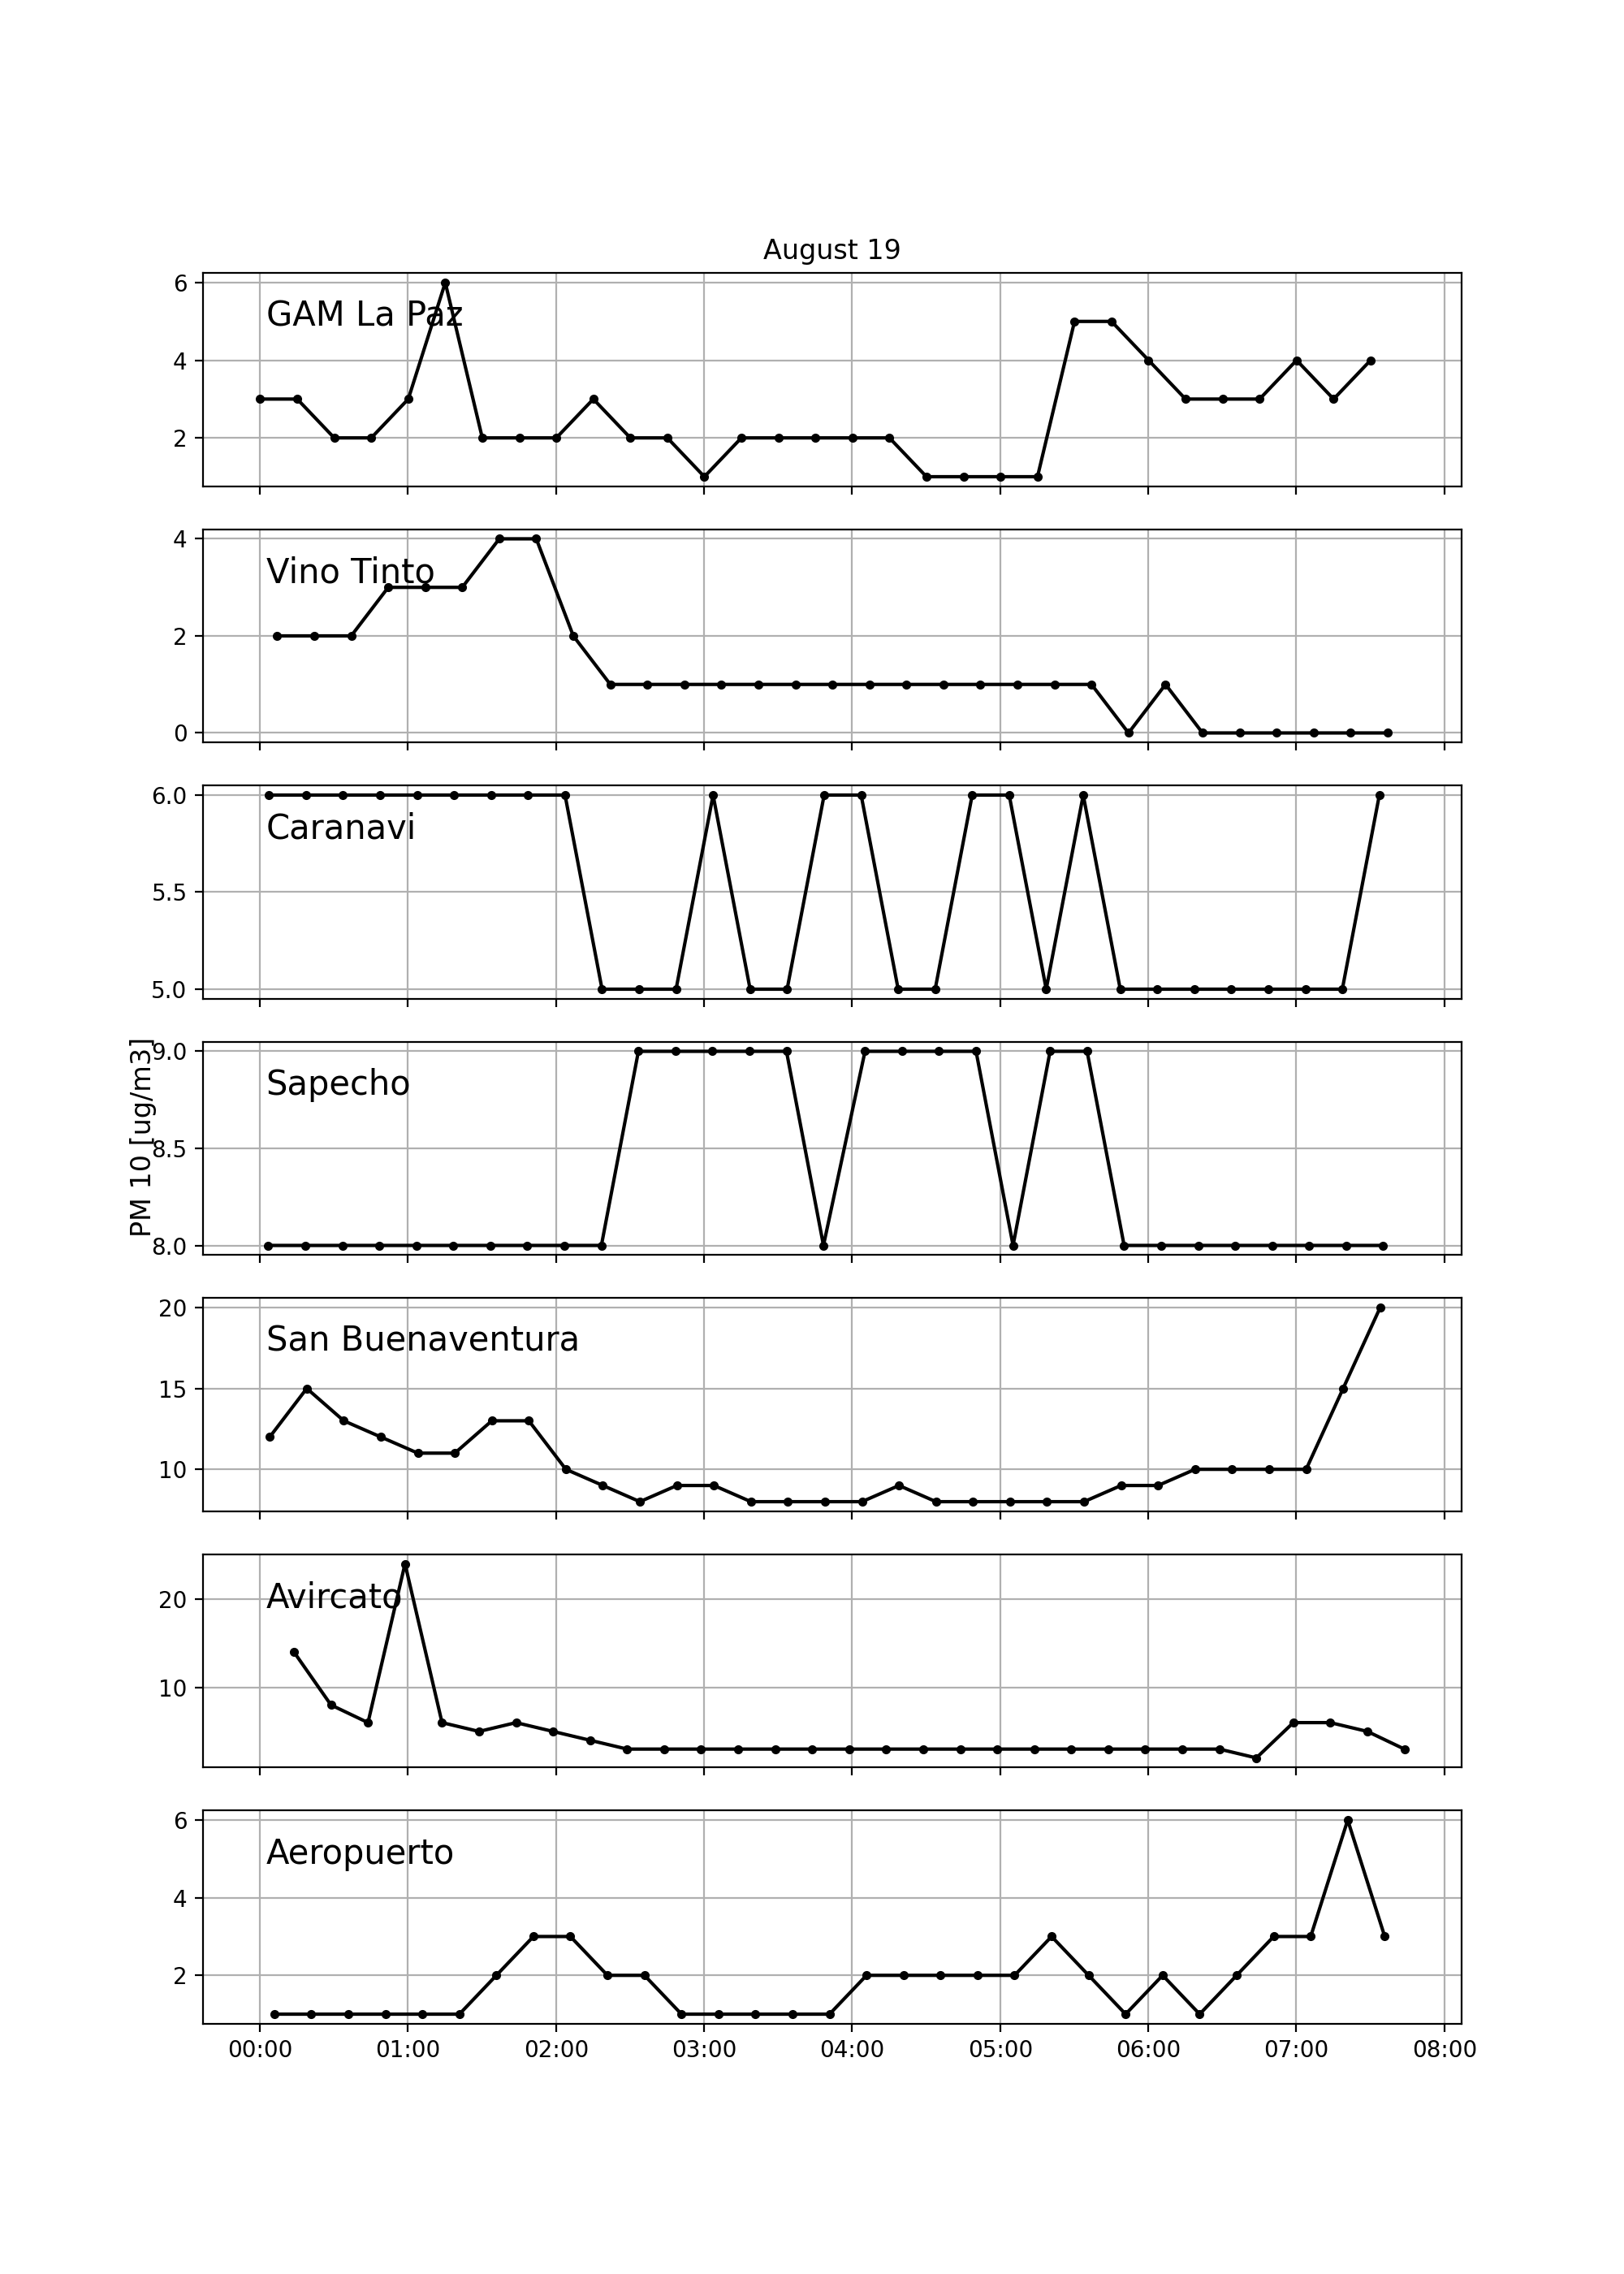 August 19
6
GAM La Paz
4
2
4
Vino Tinto
2
0
6.0
Caranavi
5.5
5.0
PM 10 [ug/m3]
9.0
Sapecho
8.5
8.0
20
San Buenaventura
15
10
20
Avircato
10
6
Aeropuerto
4
2
00:00 01:00 02:00 03:00 04:00 05:00 06:00 07:00 08:00